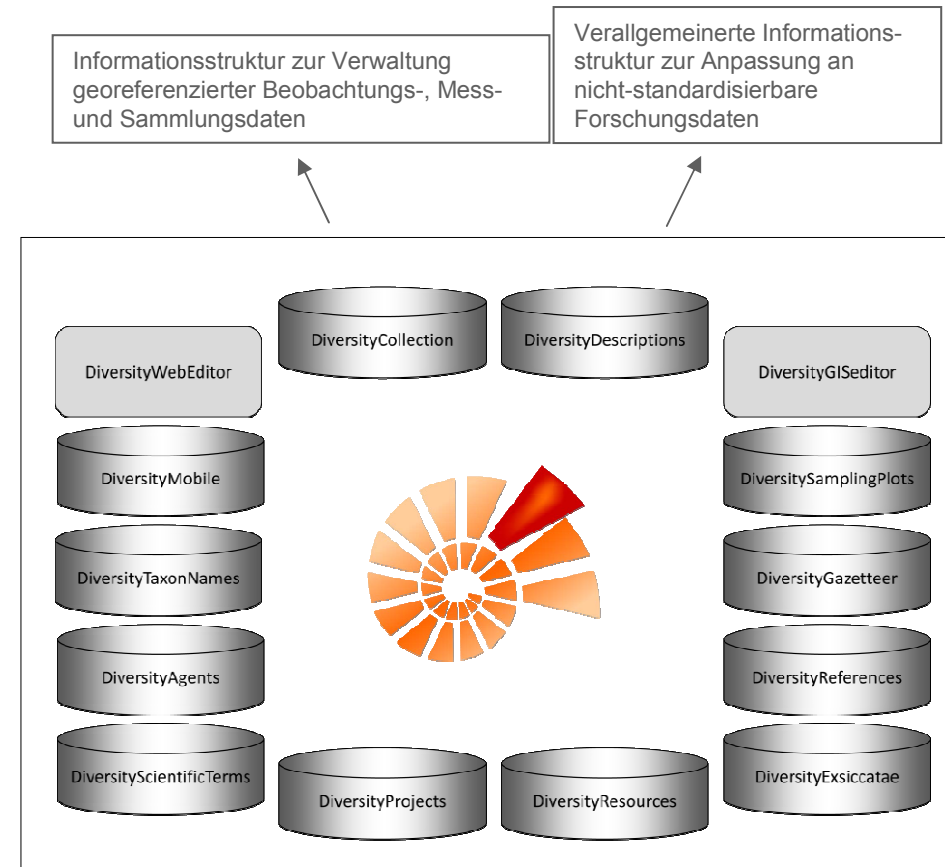 Informationsstruktur zur Verwaltung
georeferenzierter Beobachtungs-, Mess-
und Sammlungsdaten
Verallgemeinerte Informations-
struktur zur Anpassung an
nicht-standardisierbare
Forschungsdaten
DiversityCollection
DiversityDescriptions
DiversityWebEditor
DiversityGISeditor
DiversityMobile
DiversitySamplingPlots
DiversityTaxonNames
DiversityGazetteer
DiversityAgents
DiversityReferences
DiversityScientificTerms
DiversityExsiccatae
DiversityProjects
DiversityResources